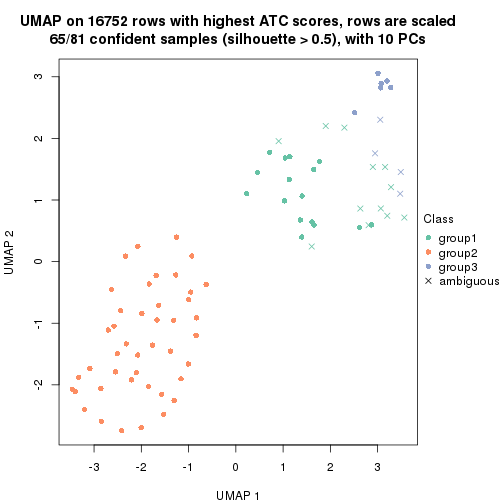 UMAP on 16752 rows with highest ATC scores, rows are scaled
65/81 confident samples (silhouette > 0.5), with 10 PCs
3
2
1
0
-1
-2
UMAP 2
-3 -2 -1 0 1 2 3
UMAP 1
Class
group1
group2
group3
ambiguous